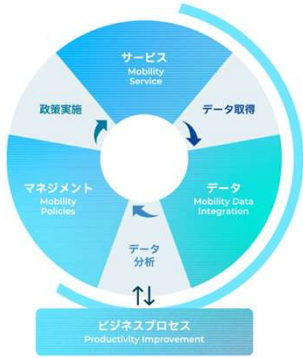 サービス
Mobility
Service
政策実施
データ取得
マネジメント
Mobility
Policies
データ
Mobility Data
Integration
データ
分析
ビジネスプロセス
Productivity Improvement